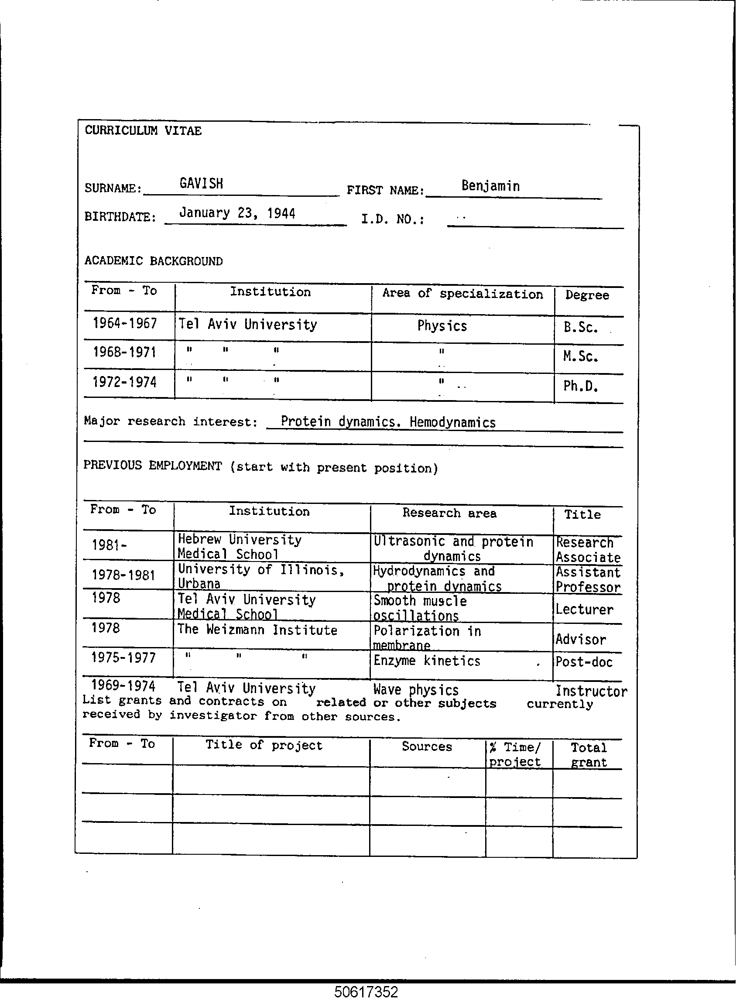 CURRICULUM VITAE
SURNAME: GAVISH FIRST NAME: Benjamin
BIRTHDATE: January 23, 1944 I.D. NO.:
ACADEMIC BACKGROUND
From - To Institution Area of specialization Degree
1964-1967 Tel Aviv University Physics B.Sc.
1968-1971 " " " " M.Sc.
1972-1974 " " " " Ph.D.
Major research interest: Protein dynamics. Hemodynamics
PREVIOUS EMPLOYMENT (start with present position)
From - To Institution Research area Title
1981- Hebrew University Medical School Ultrasonic and protein dynamics Research Associate
1978-1981 University of Illinois, Urbana Hydrodynamics and protein dynamics Assistant Professor
1978 Tel Aviv University Medical School Smooth muscle oscillations Lecturer
1978 The Weizmann Institute Polarization in membrane Advisor
1975-1977 " " " Enzyme kinetics Post-doc
1969-1974 Tel Aviv University Wave physics Instructor
List grants and contracts on related or other subjects currently
received by investigator from other sources.
From - To Title of project Sources % Time/ project Total grant
50617352